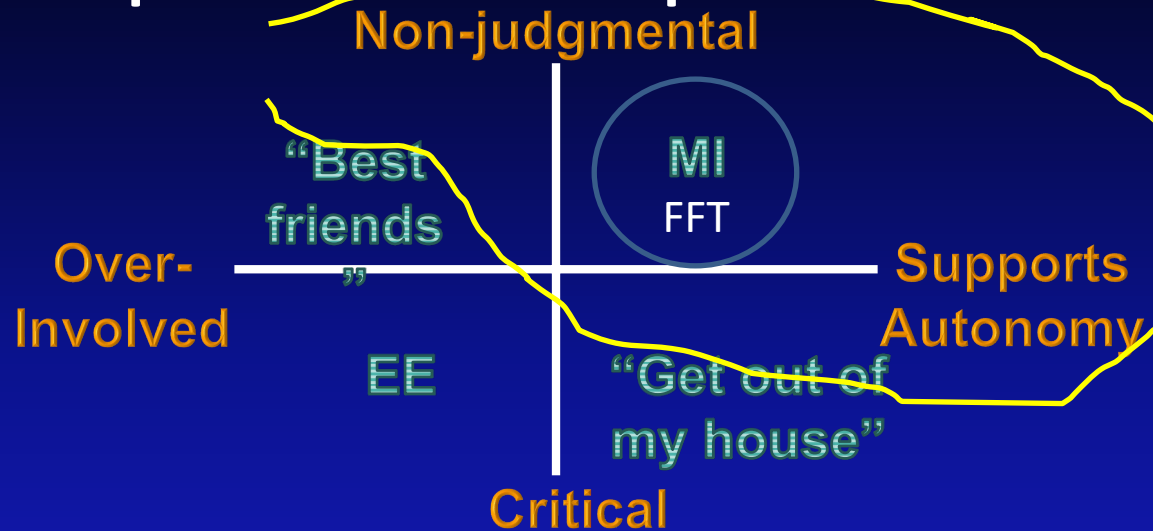 Non-judgmental
“Best
friends
”
MI
FFT
Over-
Involved
Supports
Autonomy
EE
“Get out of
my house”
Critical